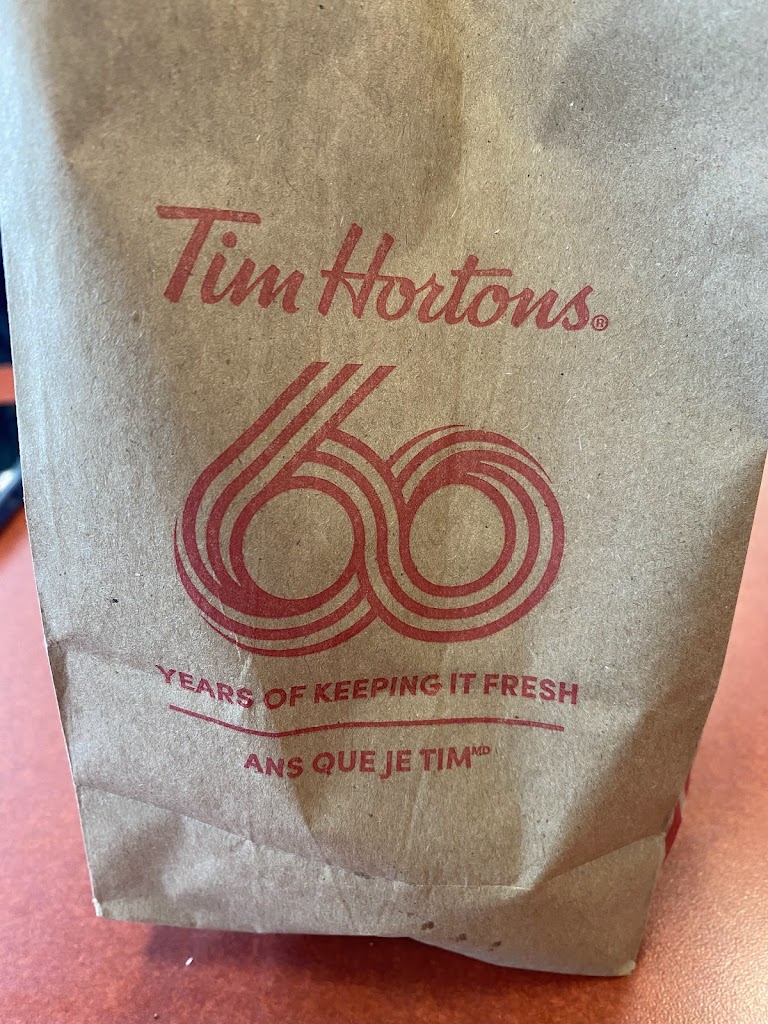 Tim Hortons®
60
YEARS OF KEEPING IT FRESH
ANS QUE JE TIMᴹᴰ